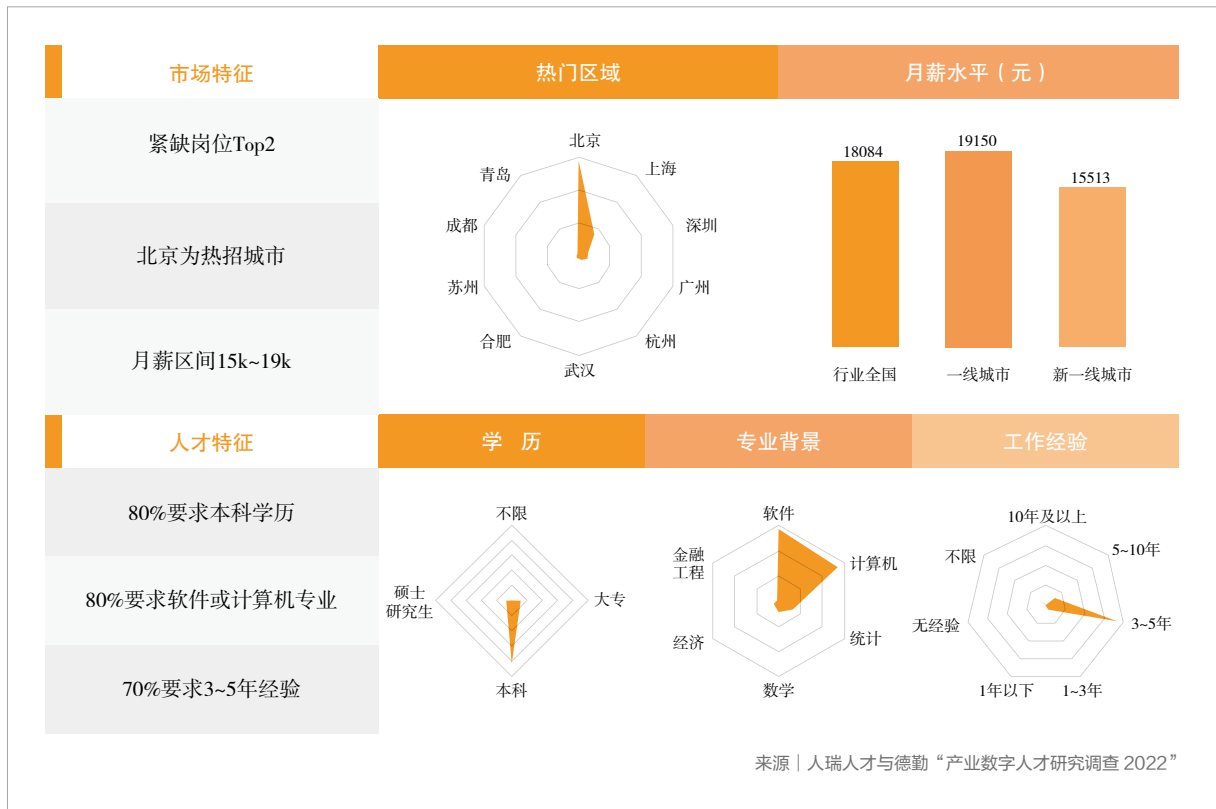 市场特征
热门区域
月薪水平（元）
紧缺岗位Top2
北京为热招城市
月薪区间15k~19k
北京
上海
深圳
广州
杭州
武汉
合肥
苏州
成都
青岛
18084
19150
15513
行业全国
一线城市
新一线城市
人才特征
学 历
专业背景
工作经验
80%要求本科学历
80%要求软件或计算机专业
70%要求3~5年经验
不限
大专
本科
硕士
研究生
软件
计算机
统计
数学
经济
金融
工程
10年及以上
5~10年
3~5年
1~3年
1年以下
无经验
不限
来源｜人瑞人才与德勤“产业数字人才研究调查 2022”